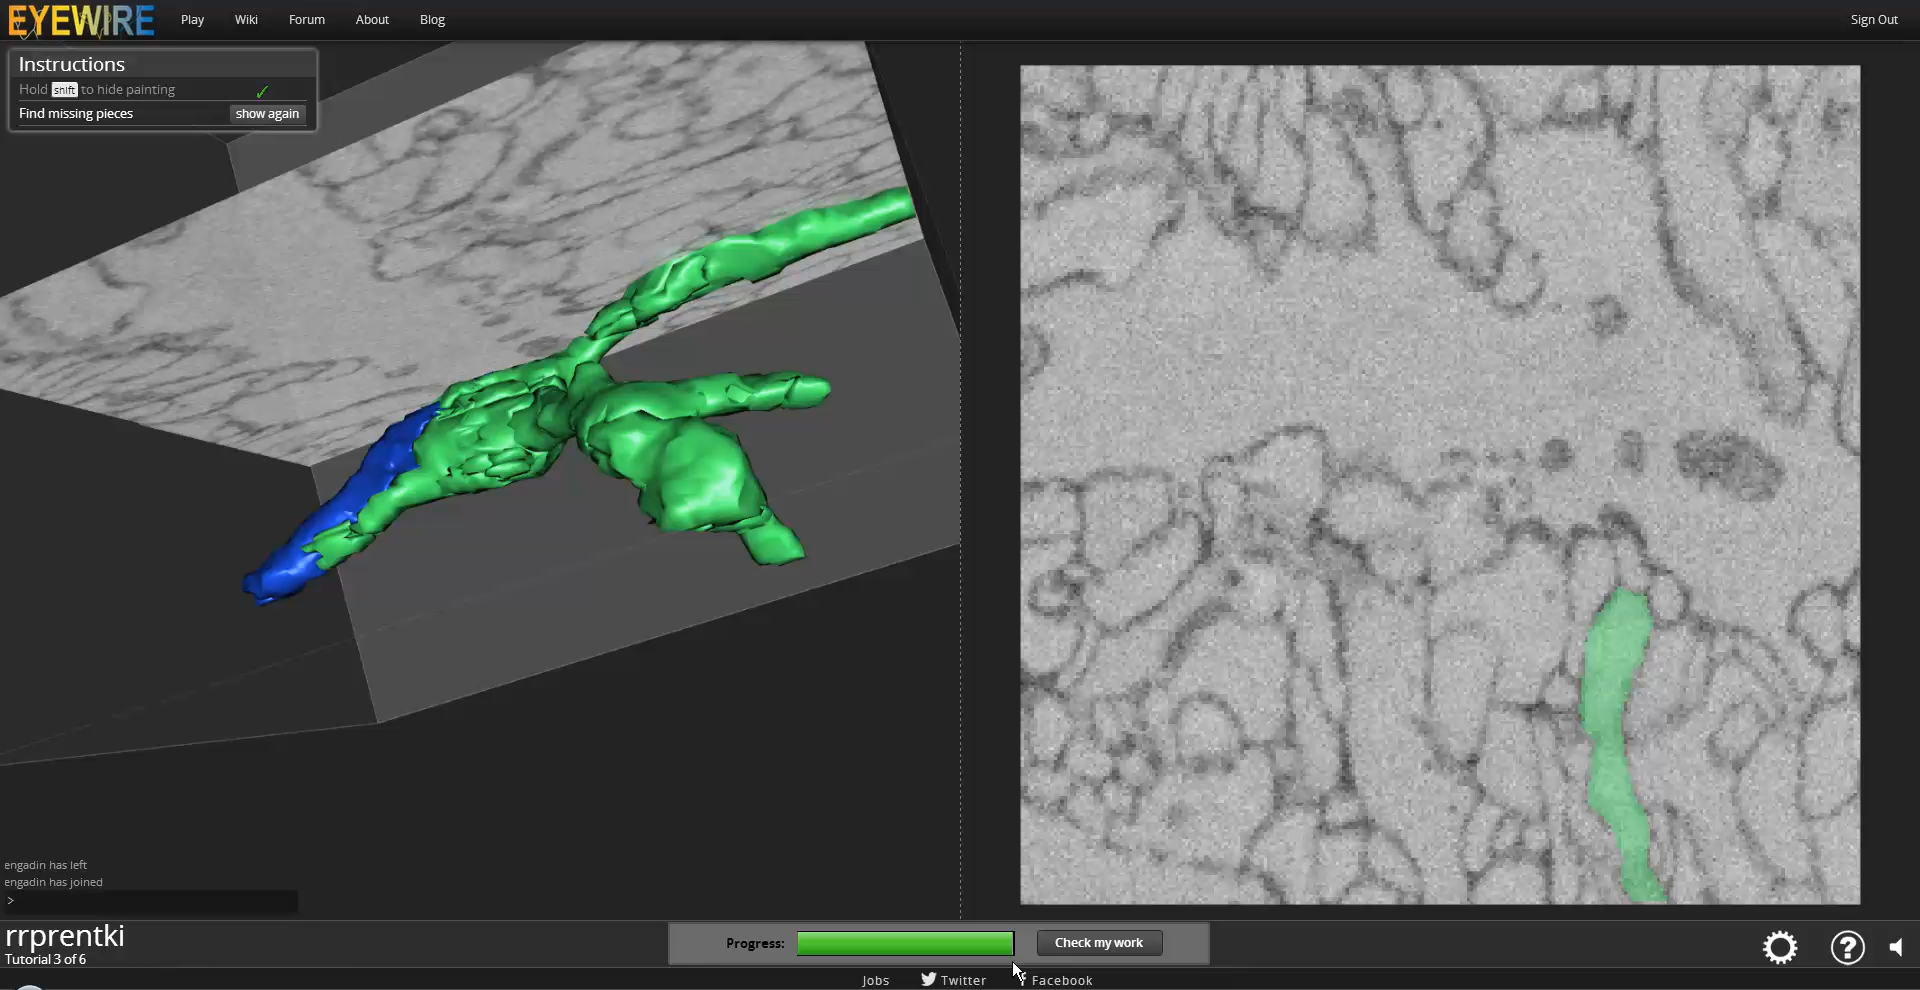 EYEWIRE Play Wiki Forum About Blog Sign Out
Instructions
Hold shift to hide painting ✓
Find missing pieces show again
engadin has left
engadin has joined
>
rrprentki
Tutorial 3 of 6
Progress: Check my work
?
Jobs Twitter Facebook